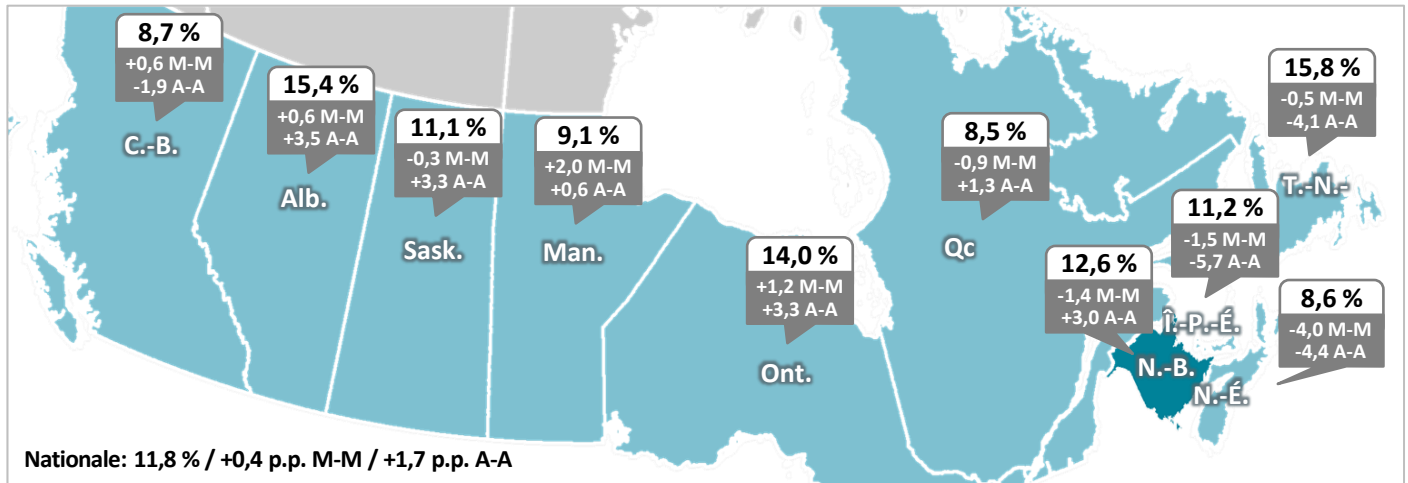 8,7 %
+0,6 M-M
-1,9 A-A
C.-B.
15,4 %
+0,6 M-M
+3,5 A-A
Alb.
11,1 %
-0,3 M-M
+3,3 A-A
Sask.
9,1 %
+2,0 M-M
+0,6 A-A
Man.
14,0 %
+1,2 M-M
+3,3 A-A
Ont.
8,5 %
-0,9 M-M
+1,3 A-A
Qc
15,8 %
-0,5 M-M
-4,1 A-A
T.-N.-
11,2 %
-1,5 M-M
-5,7 A-A
Î.-P.-É.
12,6 %
-1,4 M-M
+3,0 A-A
N.-B.
8,6 %
-4,0 M-M
-4,4 A-A
N.-É.
Nationale: 11,8 % / +0,4 p.p. M-M / +1,7 p.p. A-A